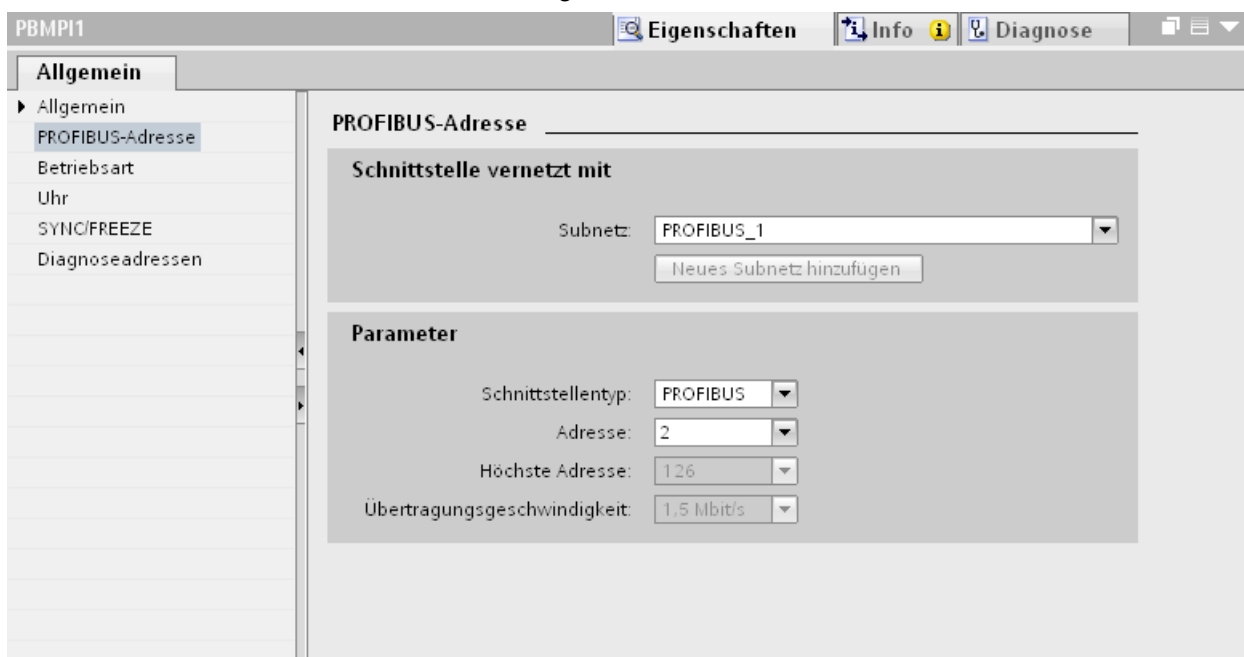 PBMPI1
Eigenschaften
Info
Diagnose
Allgemein
Allgemein
PROFIBUS-Adresse
Betriebsart
Uhr
SYNC/FREEZE
Diagnoseadressen
PROFIBUS-Adresse
Schnittstelle vernetzt mit
Subnetz: PROFIBUS_1
Neues Subnetz hinzufügen
Parameter
Schnittstellentyp: PROFIBUS
Adresse: 2
Höchste Adresse: 126
Übertragungsgeschwindigkeit: 1,5 Mbit/s